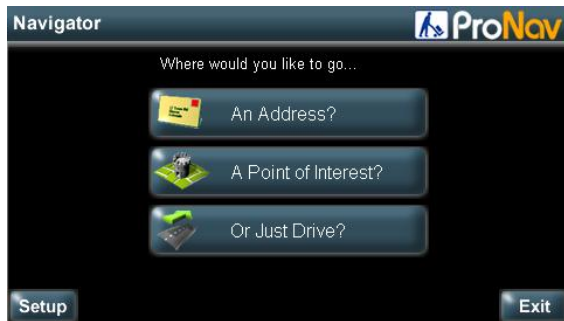 Navigator
ProNav
Where would you like to go...
An Address?
A Point of Interest?
Or Just Drive?
Setup
Exit